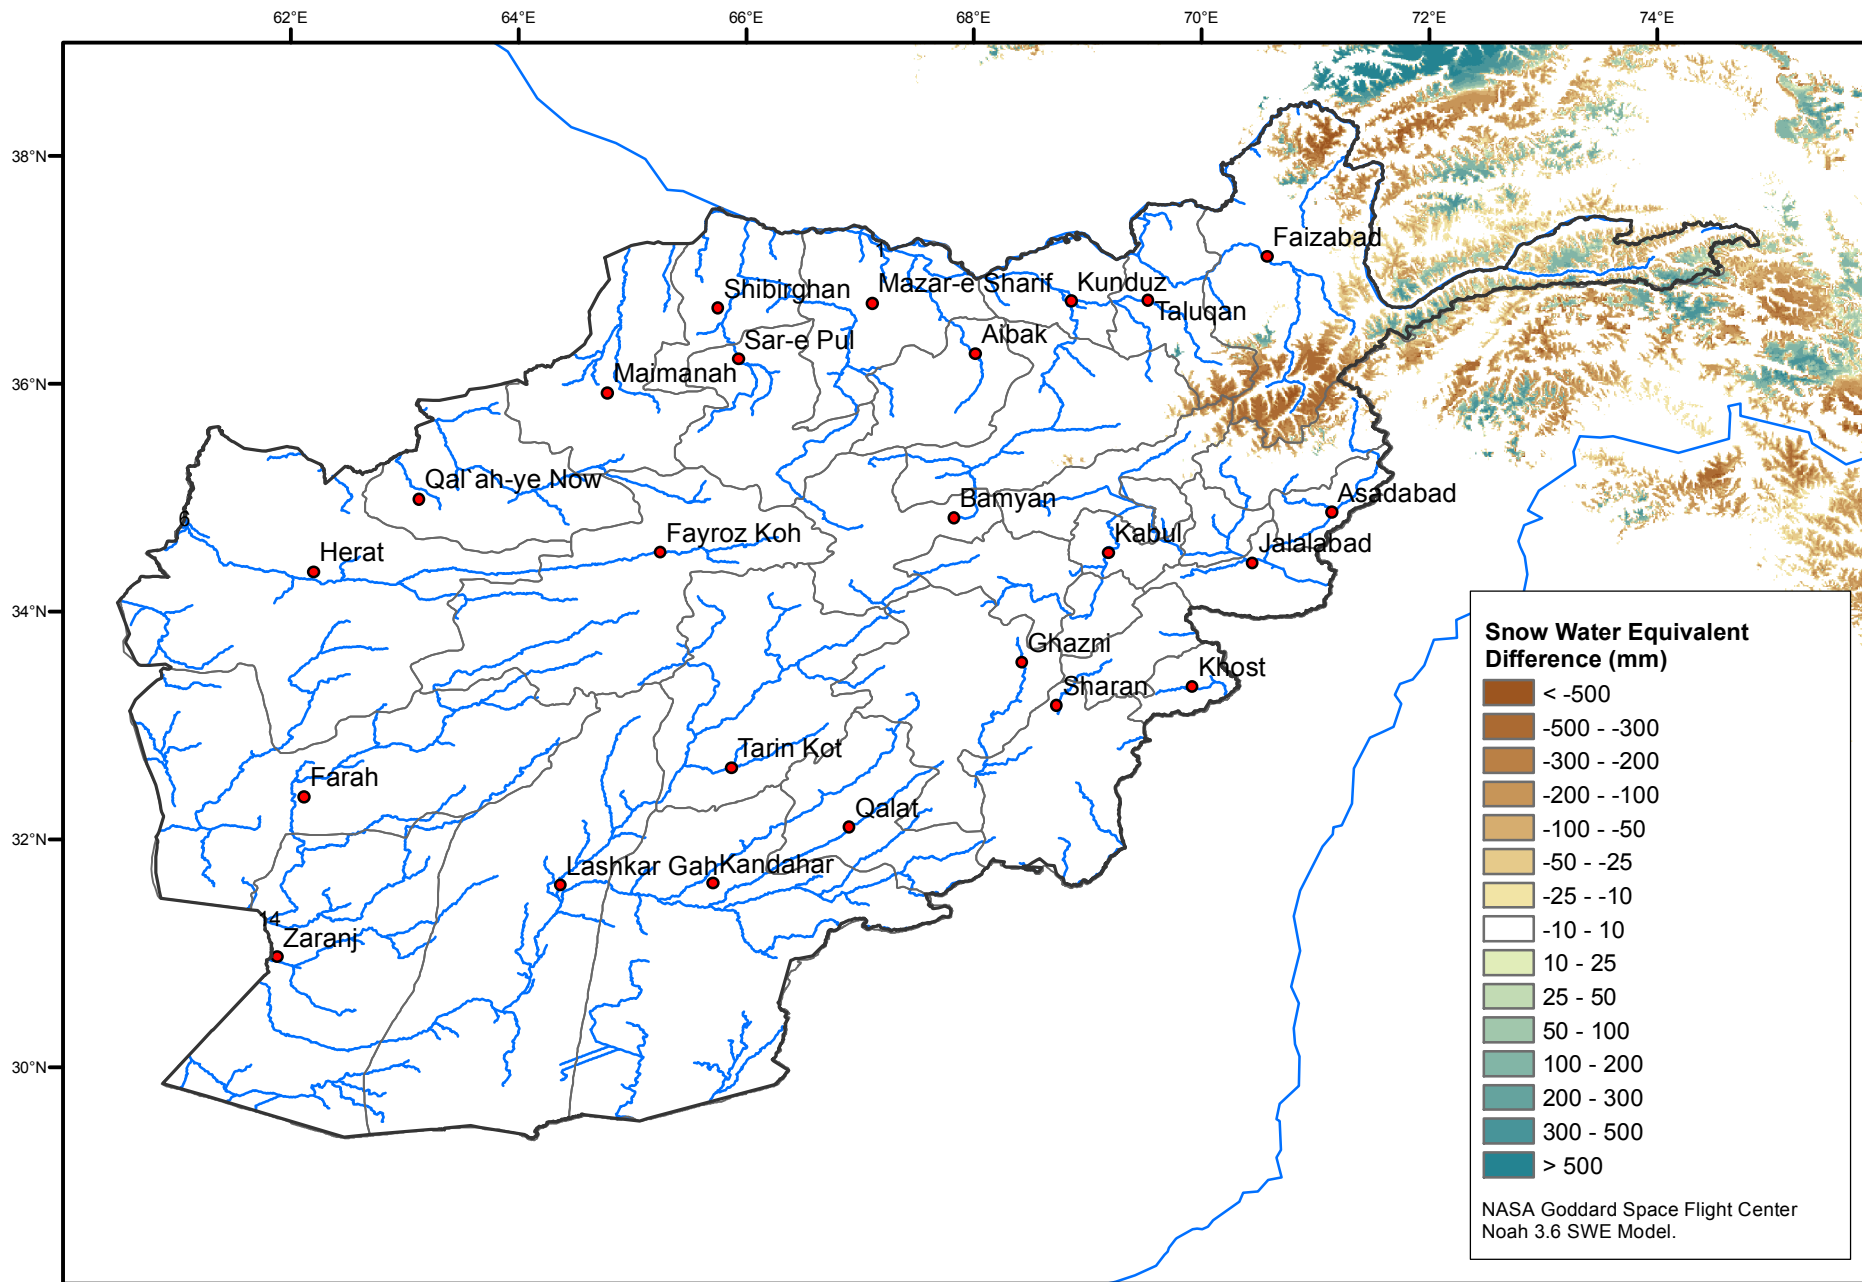 62°E
64°E
66°E
68°E
70°E
72°E
74°E
38°N
36°N
34°N
32°N
30°N
Faizabad
Shibirghan
Mazar-e Sharif
Kunduz
Taluqan
Sar-e Pul
Aibak
Maimanah
Qal ah-ye Now
Bamyan
Asadabad
6
Herat
Fayroz Koh
Kabul
Jalalabad
Ghazni
Khost
Sharan
Tarin Kot
Farah
Qalat
Lashkar Gah
Kandahar
14
Zaranj
Snow Water Equivalent
Difference (mm)
< -500
-500 - -300
-300 - -200
-200 - -100
-100 - -50
-50 - -25
-25 - -10
-10 - 10
10 - 25
25 - 50
50 - 100
100 - 200
200 - 300
300 - 500
> 500
NASA Goddard Space Flight Center
Noah 3.6 SWE Model.